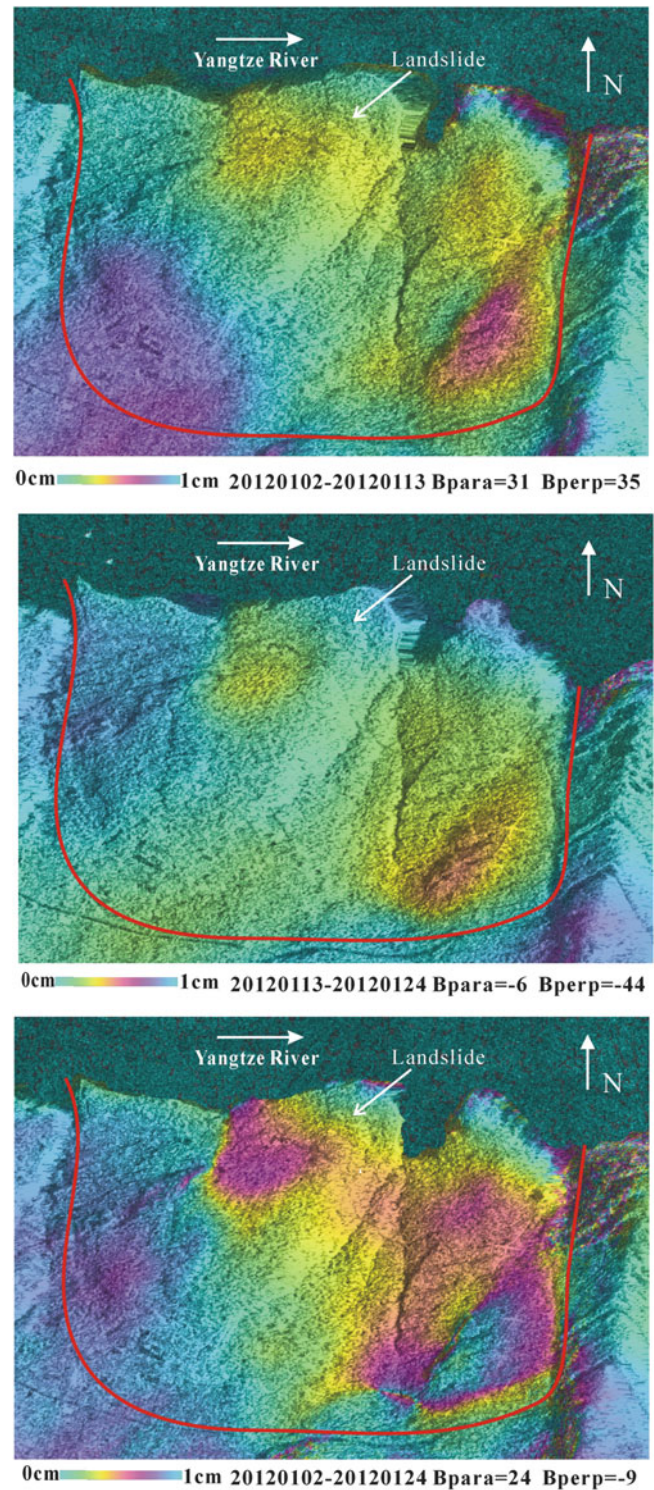 Yangtze River
Landslide
N
0cm 1cm 20120102-20120113 Bpara=31 Bperp=35
Yangtze River
Landslide
N
0cm 1cm 20120113-20120124 Bpara=-6 Bperp=-44
Yangtze River
Landslide
N
0cm 1cm 20120102-20120124 Bpara=24 Bperp=-9